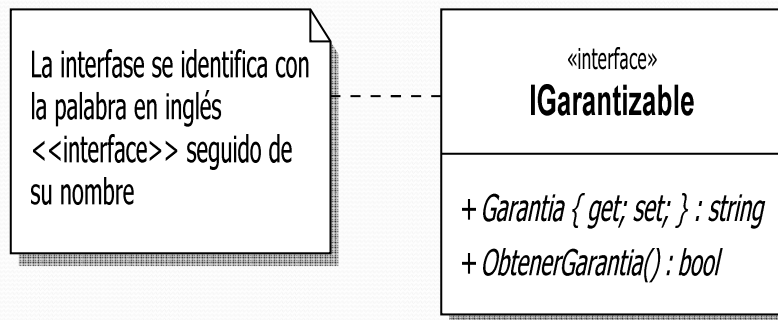 La interfase se identifica con
la palabra en inglés
<<interface>> seguido de
su nombre
«interface»
IGarantizable
+ Garantia { get; set; } : string
+ ObtenerGarantia() : bool